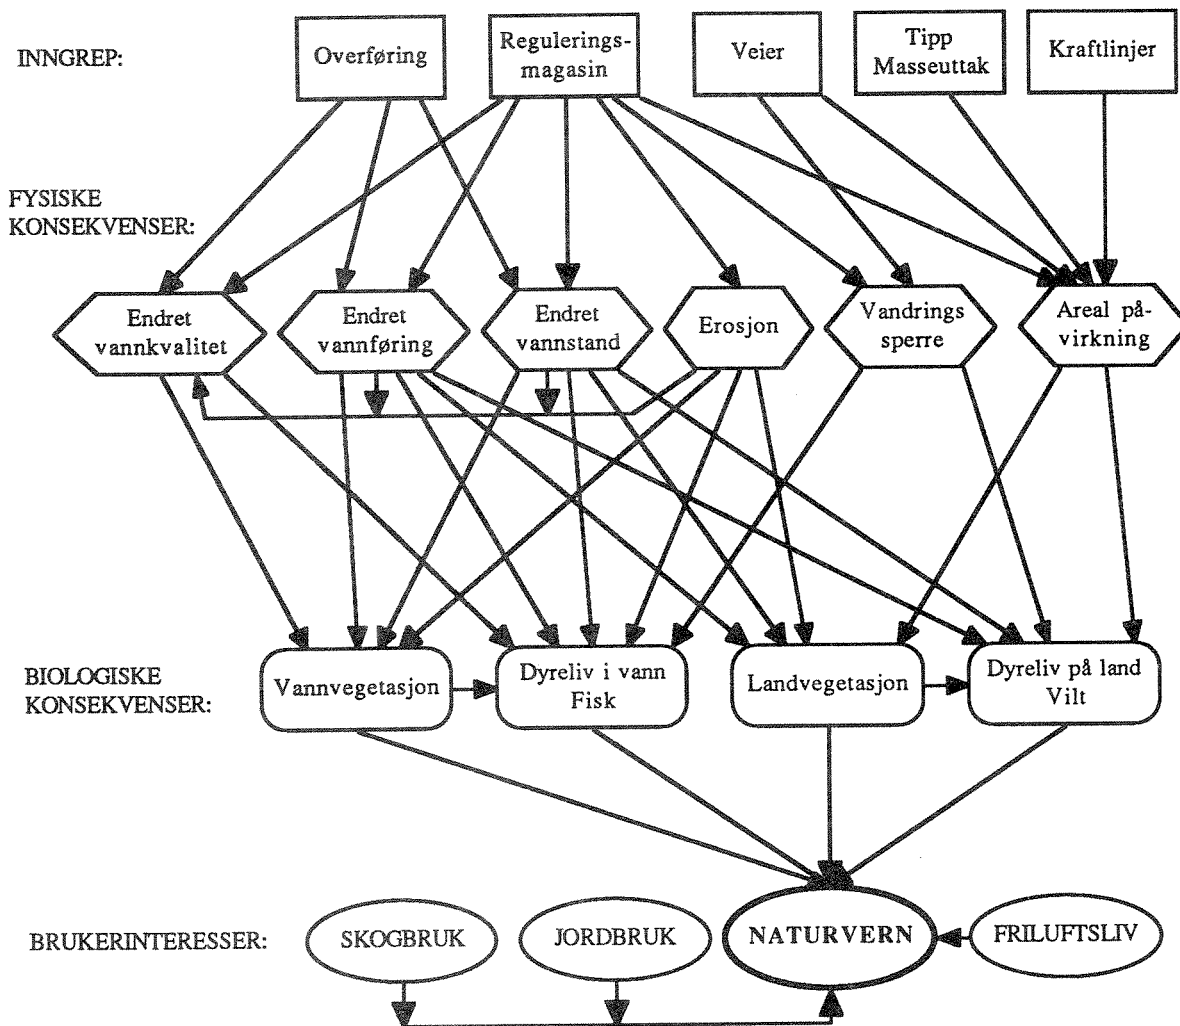 INNGREP:
Overføring
Regulerings-
magasin
Veier
Tipp
Masseuttak
Kraftlinjer
FYSISKE
KONSEKVENSER:
Endret
vannkvalitet
Endret
vannføring
Endret
vannstand
Erosjon
Vandrings
sperre
Areal på-
virkning
BIOLOGISKE
KONSEKVENSER:
Vannvegetasjon
Dyreliv i vann
Fisk
Landvegetasjon
Dyreliv på land
Vilt
BRUKERINTERESSER:
SKOGBRUK
JORDBRUK
NATURVERN
FRILUFTSLIV